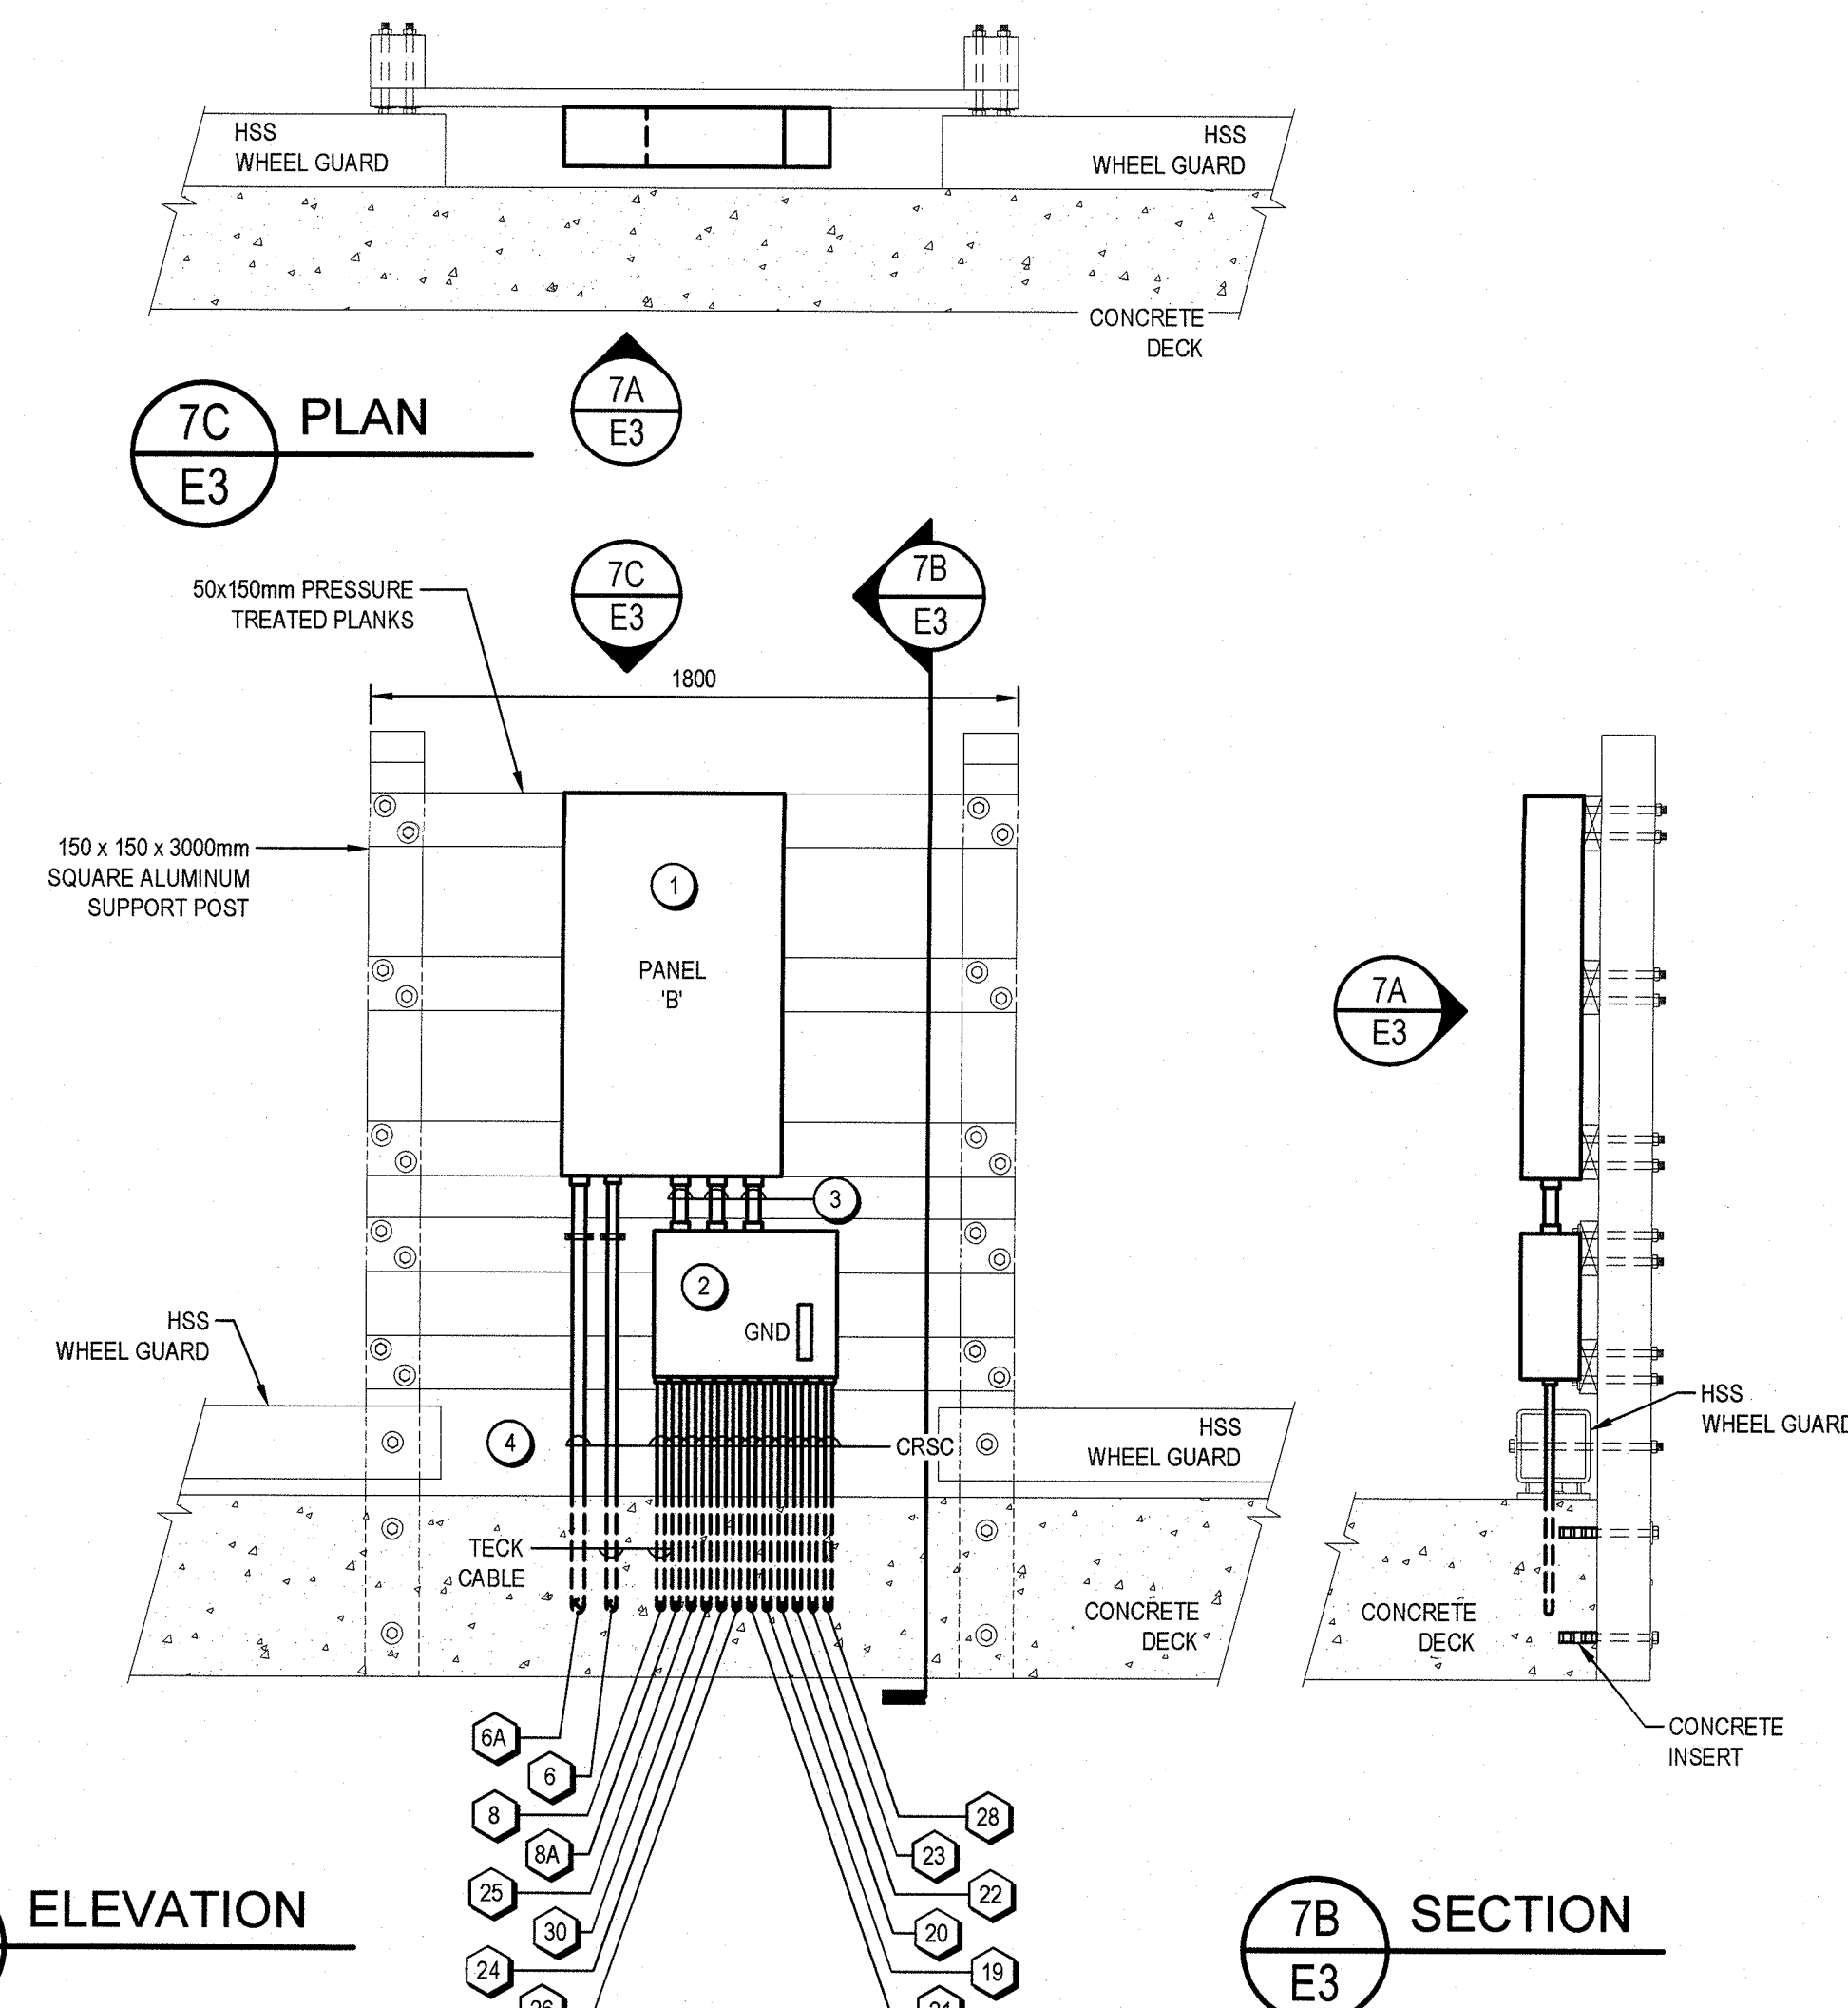 HSS
WHEEL GUARD
HSS
WHEEL GUARD
CONCRETE
DECK
7C
E3
PLAN
7A
E3
50x150mm PRESSURE
TREATED PLANKS
7C
E3
7B
E3
1800
150 x 150 x 3000mm
SQUARE ALUMINUM
SUPPORT POST
1
PANEL
'B'
7A
E3
3
2
GND
HSS
WHEEL GUARD
4
CRSC
HSS
WHEEL GUARD
HSS
WHEEL GUARD
TECK
CABLE
CONCRETE
DECK
CONCRETE
DECK
CONCRETE
INSERT
6A
6
8
8A
25
30
24
26
28
23
22
20
19
ELEVATION
7B
E3
SECTION